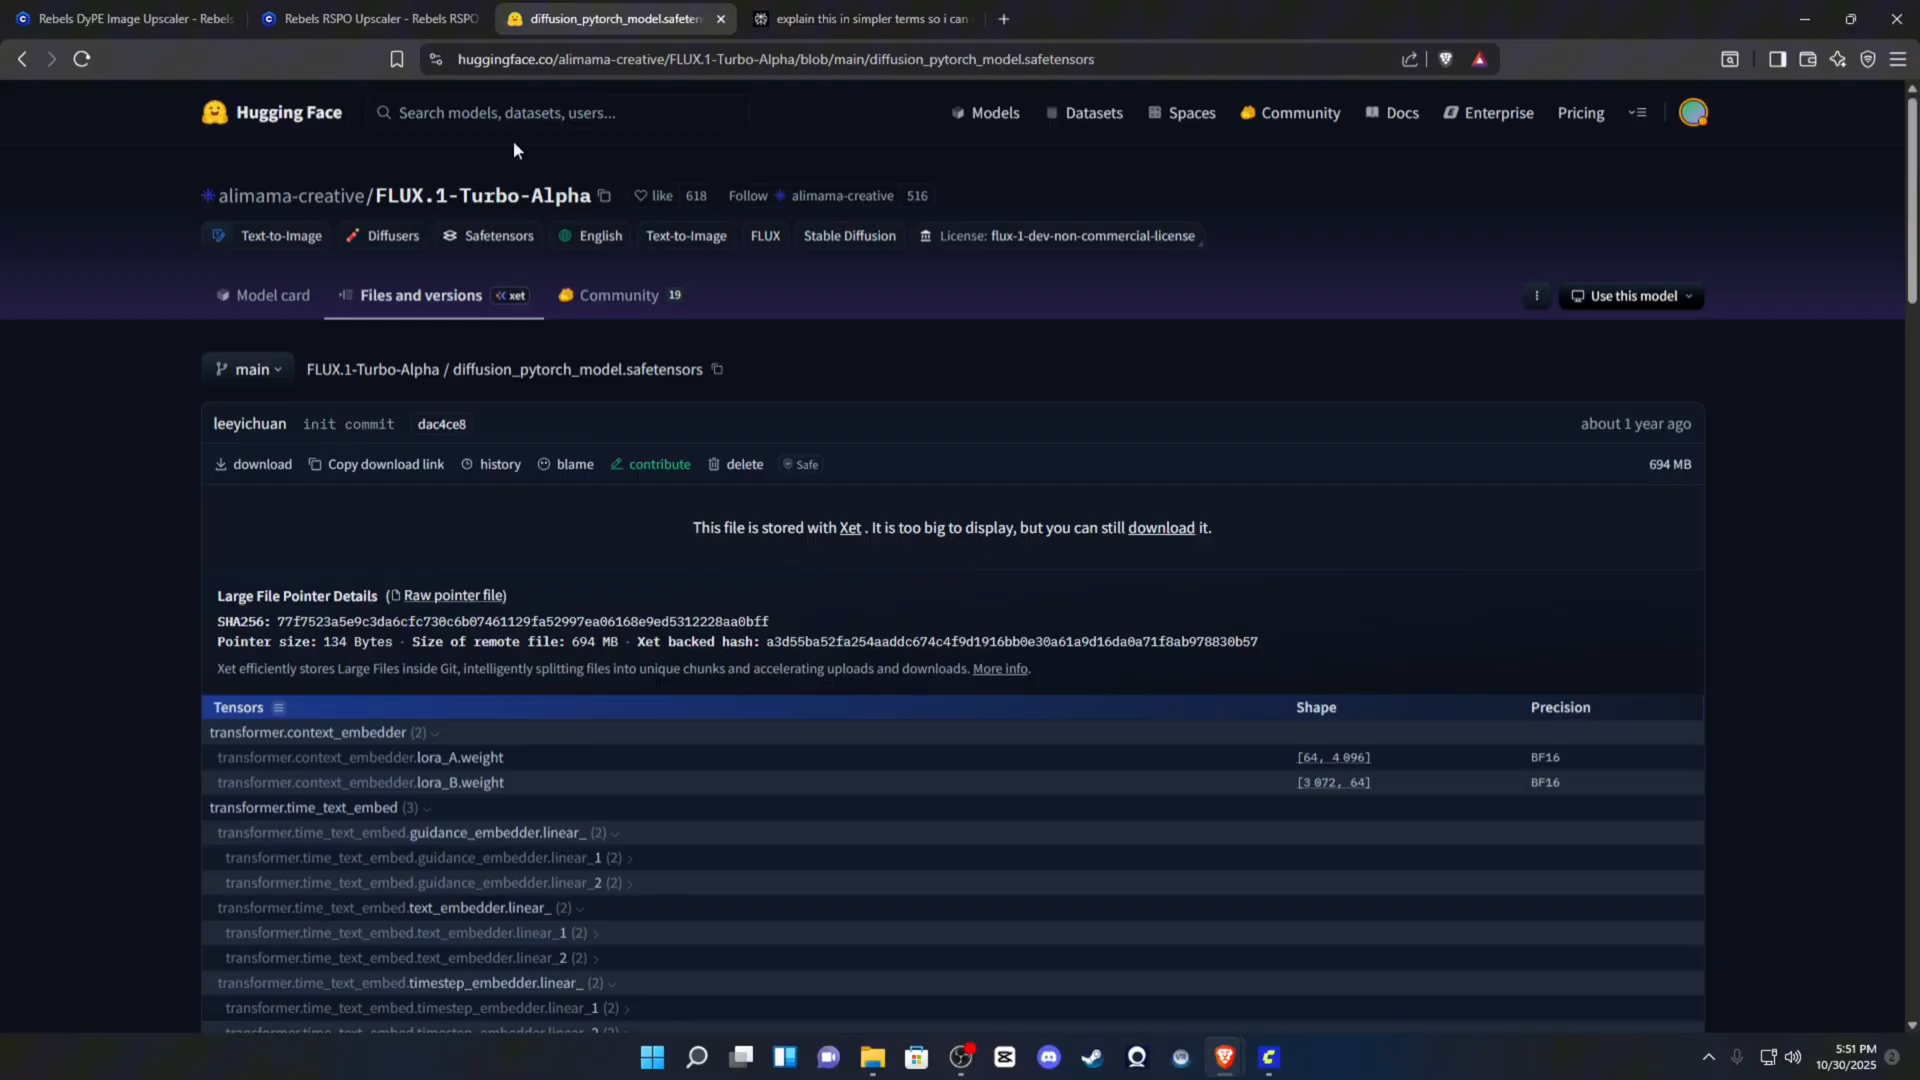 Rebels DyPE Image Upscaler - Rebels
Rebels RSPO Upscaler - Rebels RSPO
diffusion_pytorch_model.safeten
explain this in simpler terms so i can
huggingface.co/alimama-creative/FLUX.1-Turbo-Alpha/blob/main/diffusion_pytorch_model.safetensors
Hugging Face
Search models, datasets, users...
Models
Datasets
Spaces
Community
Docs
Enterprise
Pricing
alimama-creative/FLUX.1-Turbo-Alpha
like 618
Follow alimama-creative 516
Text-to-Image
Diffusers
Safetensors
English
Text-to-Image
FLUX
Stable Diffusion
License: flux-1-dev-non-commercial-license
Model card
Files and versions
xet
Community 19
Use this model
main
FLUX.1-Turbo-Alpha / diffusion_pytorch_model.safetensors
leeyichuan init commit dac4ce8
about 1 year ago
download
Copy download link
history
blame
contribute
delete
Safe
694 MB
This file is stored with Xet . It is too big to display, but you can still download it.
Large File Pointer Details ( Raw pointer file)
SHA256: 77f7523a5e9c3da6cfc730c6b07461129fa52997ea06168e9ed5312228aa0bff
Pointer size: 134 Bytes · Size of remote file: 694 MB · Xet backed hash: a3d55ba52fa254aaddc674c4f9d1916bb0e30a61a9d16da0a71f8ab978830b57
Xet efficiently stores Large Files inside Git, intelligently splitting files into unique chunks and accelerating uploads and downloads. More info.
Tensors Shape Precision
transformer.context_embedder (2)
transformer.context_embedder.lora_A.weight [64, 4 096] BF16
transformer.context_embedder.lora_B.weight [3 072, 64] BF16
transformer.time_text_embed (3)
transformer.time_text_embed.guidance_embedder.linear_ (2)
transformer.time_text_embed.guidance_embedder.linear_1 (2)
transformer.time_text_embed.guidance_embedder.linear_2 (2)
transformer.time_text_embed.text_embedder.linear_ (2)
transformer.time_text_embed.text_embedder.linear_1 (2)
transformer.time_text_embed.text_embedder.linear_2 (2)
transformer.time_text_embed.timestep_embedder.linear_ (2)
transformer.time_text_embed.timestep_embedder.linear_1 (2)
transformer.time_text_embed.timestep_embedder.linear_2 (2)
5:51 PM
10/30/2025
2